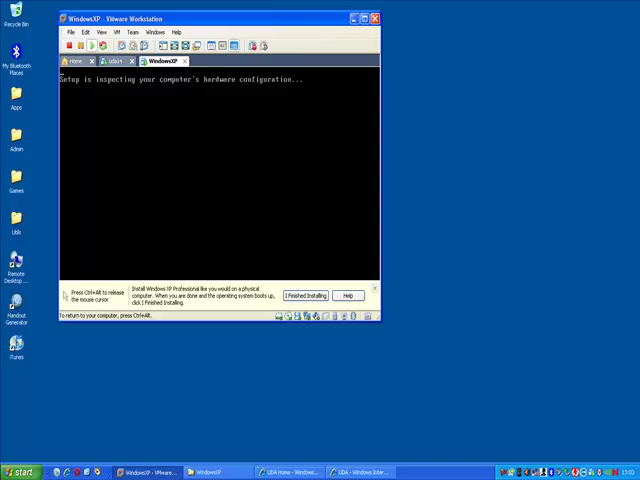 Recycle Bin
My Bluetooth
Places
Apps
Admin
Games
Utils
Remote
Desktop ...
Handout
Generator
iTunes
WindowsXP - VMware Workstation
File Edit View VM Team Windows Help
Home
uda14
WindowsXP
Setup is inspecting your computer's hardware configuration...
Press Ctrl+Alt to release
the mouse cursor
Install Windows XP Professional like you would on a physical
computer. When you are done and the operating system boots up,
click I Finished Installing.
I Finished Installing
Help
To return to your computer, press Ctrl+Alt.
start
WindowsXP - VMware...
WindowsXP
UDA Home - Windows...
UDA - Windows Inter...
13:03